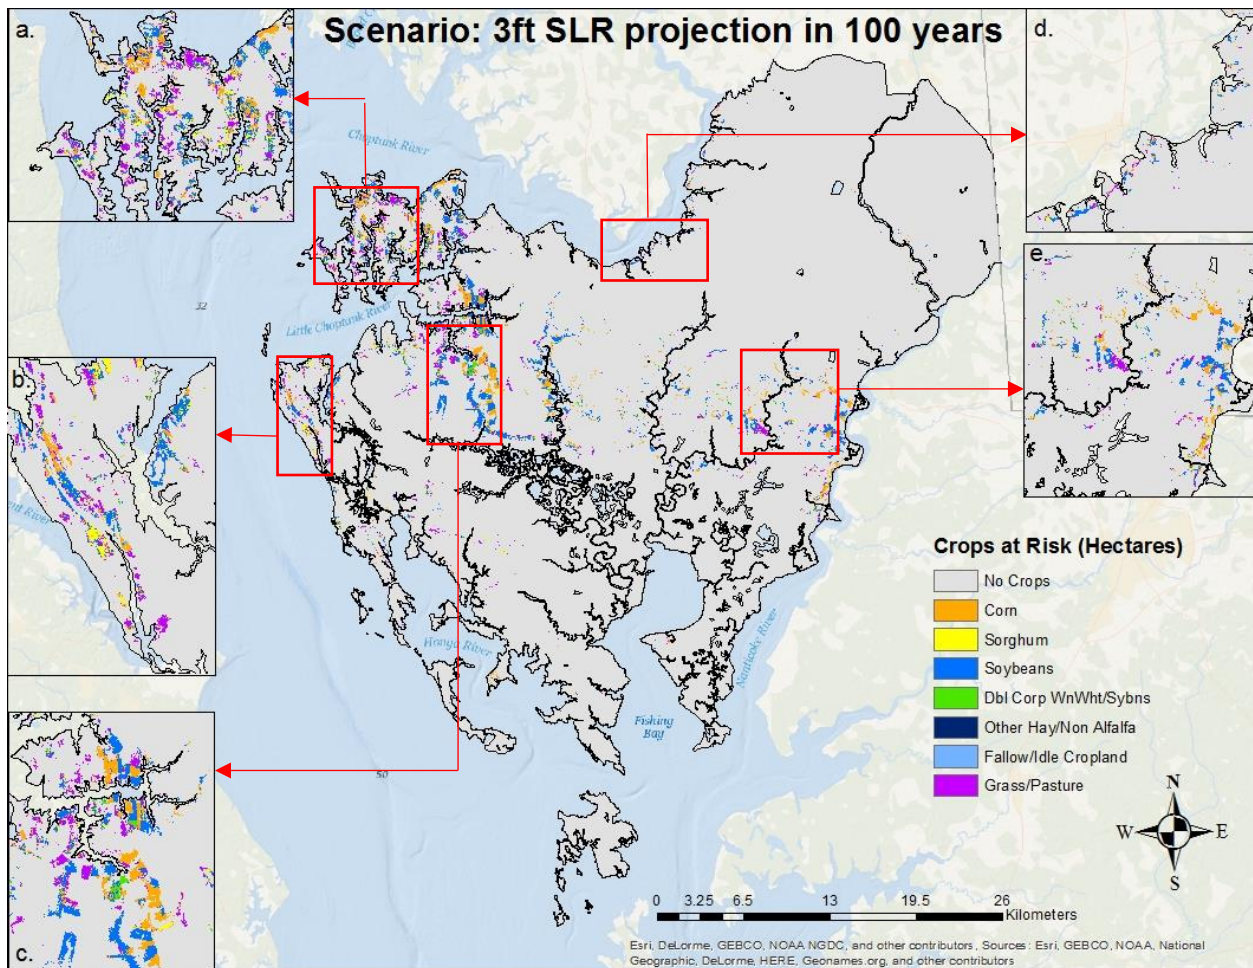 a.
Scenario: 3ft SLR projection in 100 years
d.
Choptank River
e.
32
Little Choptank River
b.
Crops at Risk (Hectares)
No Crops
Corn
Sorghum
Soybeans
Dbl Corp WnWht/Sybns
Other Hay/Non Alfalfa
Fallow/Idle Cropland
Grass/Pasture
ent River
Honga River
Nanticoke River
Fishing
Bay
50
N
W E
S
c.
0 3.25 6.5 13 19.5 26
Kilometers
Esri, DeLorme, GEBCO, NOAA NGDC, and other contributors, Sources: Esri, GEBCO, NOAA, National
Geographic, DeLorme, HERE, Geonames.org, and other contributors